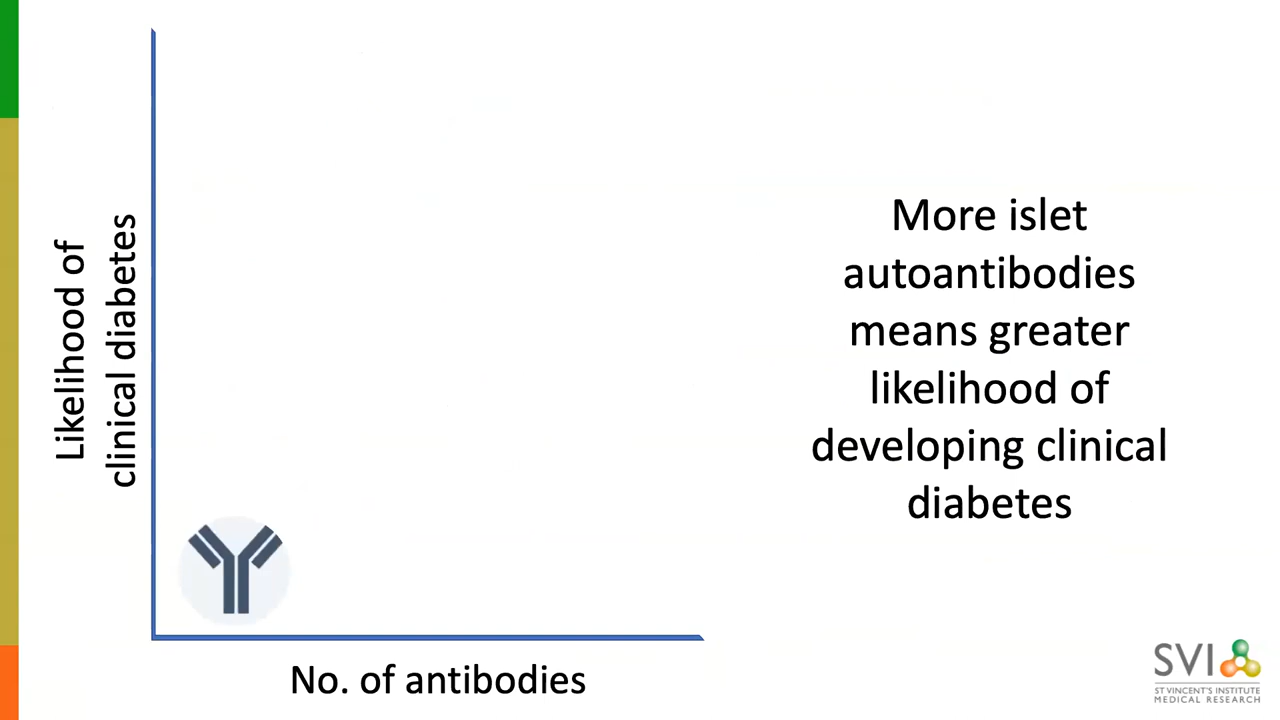 Likelihood of
clinical diabetes
More islet
autoantibodies
means greater
likelihood of
developing clinical
diabetes
No. of antibodies
SVI
ST VINCENT'S INSTITUTE
MEDICAL RESEARCH